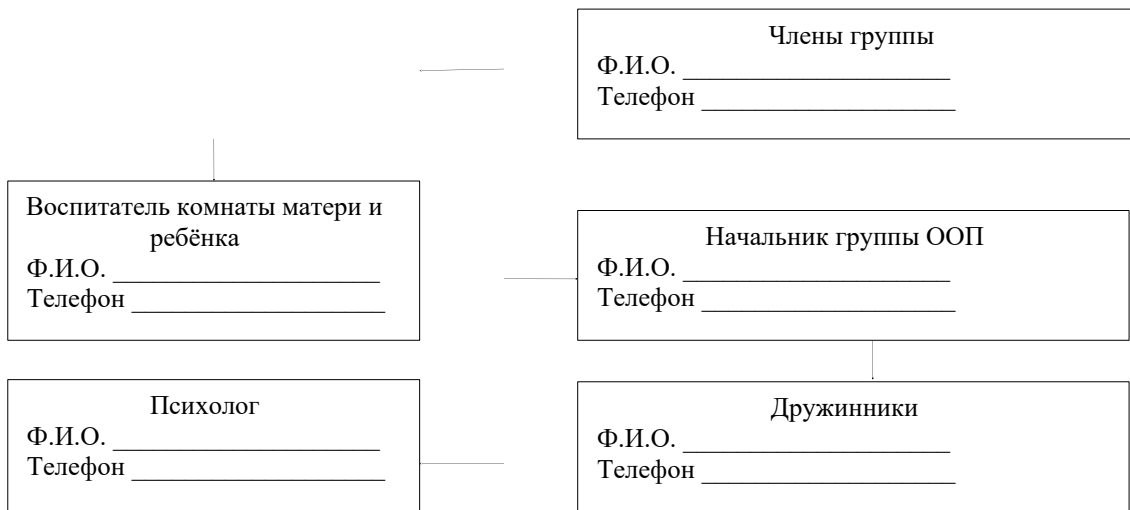 Члены группы
Ф.И.О. ____________________
Телефон ___________________
Воспитатель комнаты матери и
ребёнка
Ф.И.О. ____________________
Телефон ___________________
Начальник группы ООП
Ф.И.О. ____________________
Телефон ___________________
Психолог
Ф.И.О. ____________________
Телефон ___________________
Дружинники
Ф.И.О. ____________________
Телефон ___________________